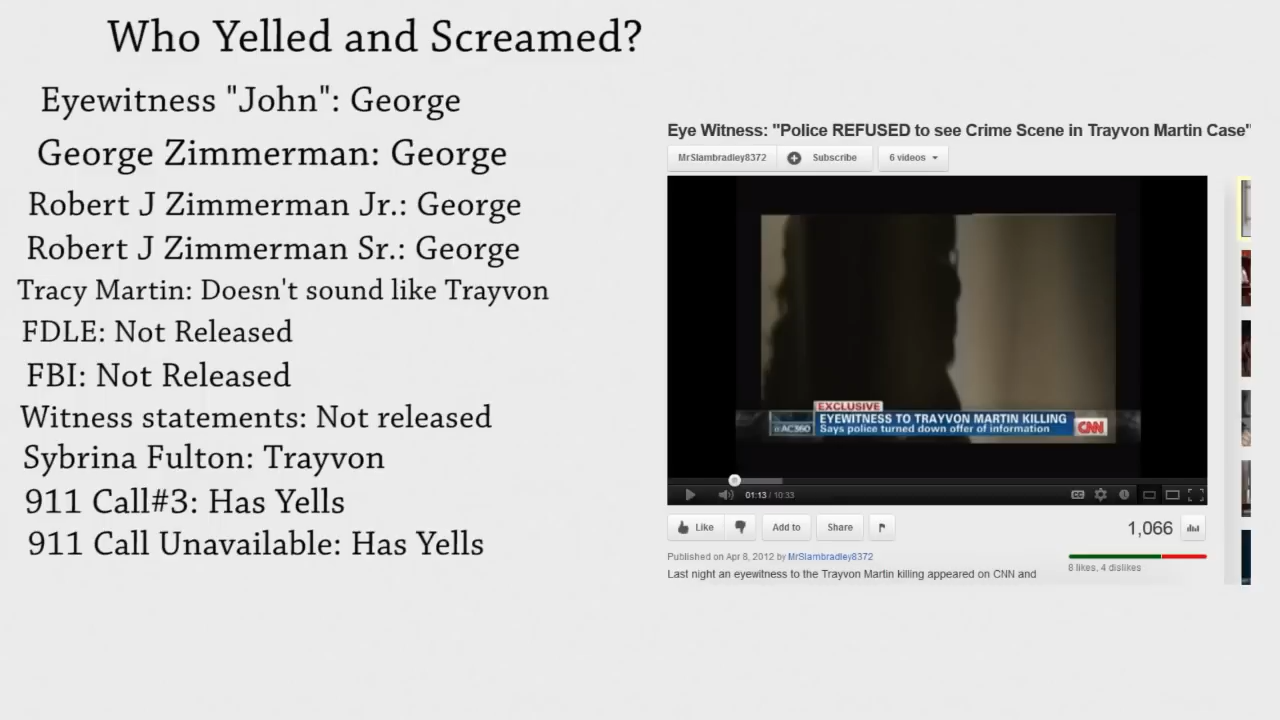 Who Yelled and Screamed?
Eyewitness "John": George
George Zimmerman: George
Robert J Zimmerman Jr.: George
Robert J Zimmerman Sr.: George
Tracy Martin: Doesn't sound like Trayvon
FDLE: Not Released
FBI: Not Released
Witness statements: Not released
Sybrina Fulton: Trayvon
911 Call#3: Has Yells
911 Call Unavailable: Has Yells
Eye Witness: "Police REFUSED to see Crime Scene in Trayvon Martin Case"
MrSlambradley8372 Subscribe 6 videos
EXCLUSIVE
AC360 EYEWITNESS TO TRAYVON MARTIN KILLING CNN
Says police turned down offer of information
01:13 / 10:33 CC
Like Add to Share 1,066
Published on Apr 8, 2012 by MrSlambradley8372
8 likes, 4 dislikes
Last night an eyewitness to the Trayvon Martin killing appeared on CNN and